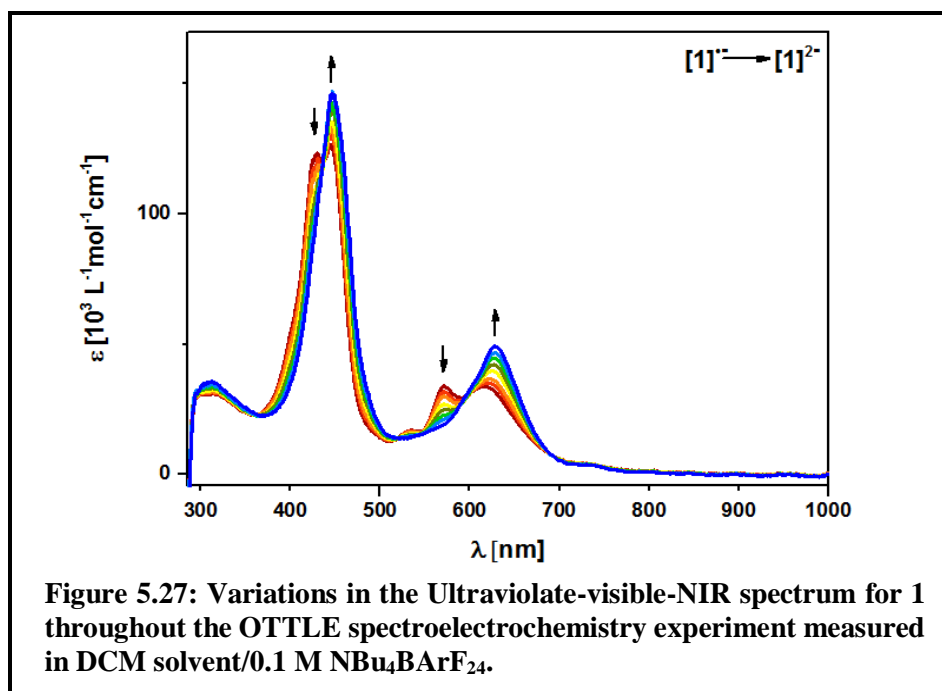 [1]•- → [1]2-
ε [10³ L⁻¹mol⁻¹cm⁻¹]
100
0
300 400 500 600 700 800 900 1000
λ [nm]
Figure 5.27: Variations in the Ultraviolate-visible-NIR spectrum for 1
throughout the OTTLE spectroelectrochemistry experiment measured
in DCM solvent/0.1 M NBu₄BArF₂₄.